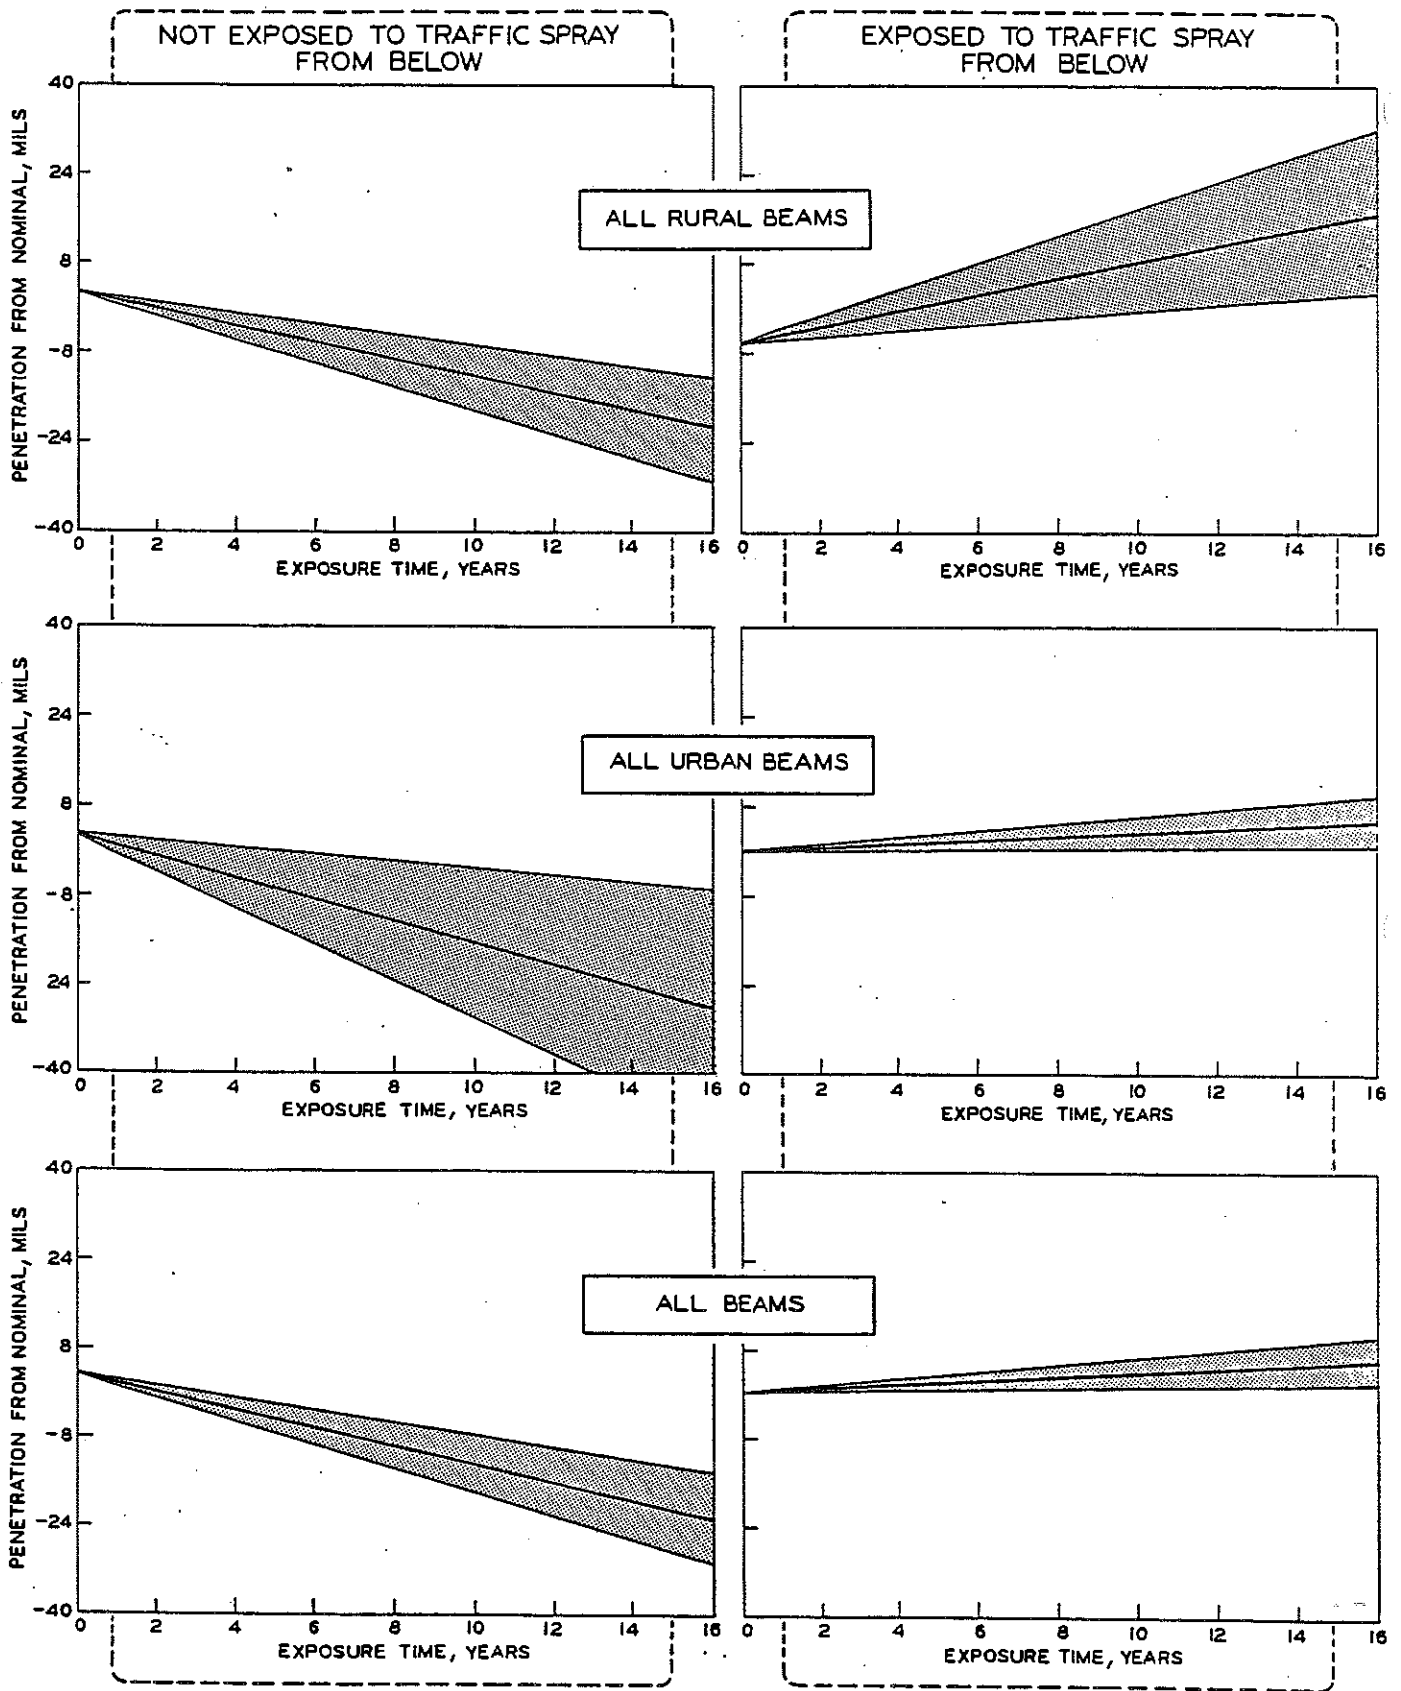 NOT EXPOSED TO TRAFFIC SPRAY
FROM BELOW
EXPOSED TO TRAFFIC SPRAY
FROM BELOW
PENETRATION FROM NOMINAL, MILS
40
24
8
-8
-24
-40
0 2 4 6 8 10 12 14 16
EXPOSURE TIME, YEARS
ALL RURAL BEAMS
0 2 4 6 8 10 12 14 16
EXPOSURE TIME, YEARS
PENETRATION FROM NOMINAL, MILS
40
24
8
-8
24
-40
0 2 4 6 8 10 12 14 16
EXPOSURE TIME, YEARS
ALL URBAN BEAMS
0 2 4 6 8 10 12 14 16
EXPOSURE TIME, YEARS
PENETRATION FROM NOMINAL, MILS
40
24
8
-8
-24
-40
0 2 4 6 8 10 12 14 16
EXPOSURE TIME, YEARS
ALL BEAMS
0 2 4 6 8 10 12 14 16
EXPOSURE TIME, YEARS